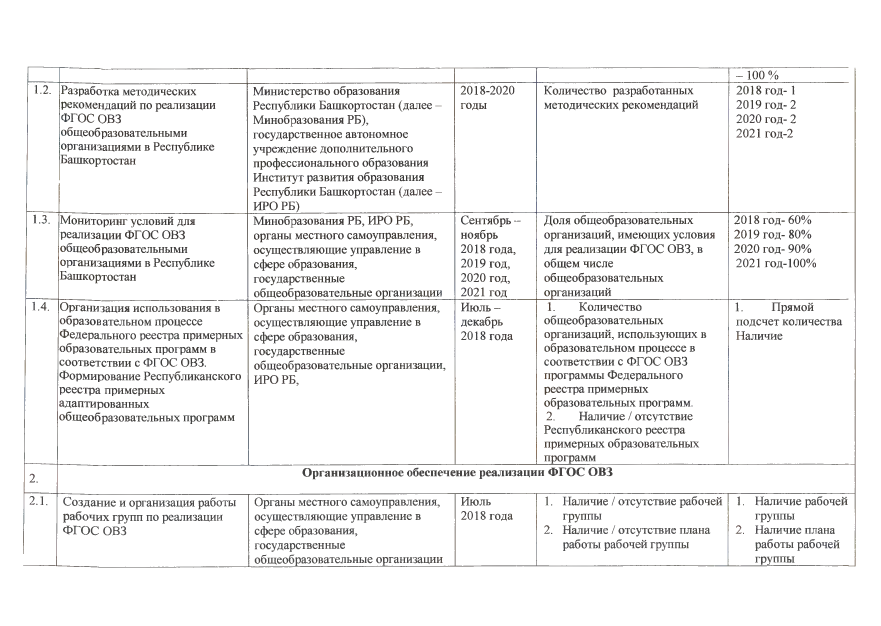 – 100 %
1.2.
Разработка методических
рекомендаций по реализации
ФГОС ОВЗ
общеобразовательными
организациями в Республике
Башкортостан
Министерство образования
Республики Башкортостан (далее –
Минобразования РБ),
государственное автономное
учреждение дополнительного
профессионального образования
Институт развития образования
Республики Башкортостан (далее –
ИРО РБ)
2018-2020
годы
Количество разработанных
методических рекомендаций
2018 год- 1
2019 год- 2
2020 год- 2
2021 год-2
1.3.
Мониторинг условий для
реализации ФГОС ОВЗ
общеобразовательными
организациями в Республике
Башкортостан
Минобразования РБ, ИРО РБ,
органы местного самоуправления,
осуществляющие управление в
сфере образования,
государственные
общеобразовательные организации
Сентябрь –
ноябрь
2018 года,
2019 год,
2020 год,
2021 год
Доля общеобразовательных
организаций, имеющих условия
для реализации ФГОС ОВЗ, в
общем числе
общеобразовательных
организаций
2018 год- 60%
2019 год- 80%
2020 год- 90%
2021 год-100%
1.4.
Организация использования в
образовательном процессе
Федерального реестра примерных
образовательных программ в
соответствии с ФГОС ОВЗ.
Формирование Республиканского
реестра примерных
адаптированных
общеобразовательных программ
Органы местного самоуправления,
осуществляющие управление в
сфере образования,
государственные
общеобразовательные организации,
ИРО РБ,
Июль –
декабрь
2018 года
1. Количество
общеобразовательных
организаций, использующих в
образовательном процессе в
соответствии с ФГОС ОВЗ
программы Федерального
реестра примерных
образовательных программ.
2. Наличие / отсутствие
Республиканского реестра
примерных образовательных
программ
1. Прямой
подсчет количества
Наличие
2.
Организационное обеспечение реализации ФГОС ОВЗ
2.1.
Создание и организация работы
рабочих групп по реализации
ФГОС ОВЗ
Органы местного самоуправления,
осуществляющие управление в
сфере образования,
государственные
общеобразовательные организации
Июль
2018 года
1. Наличие / отсутствие рабочей
группы
2. Наличие / отсутствие плана
работы рабочей группы
1. Наличие рабочей
группы
2. Наличие плана
работы рабочей
группы